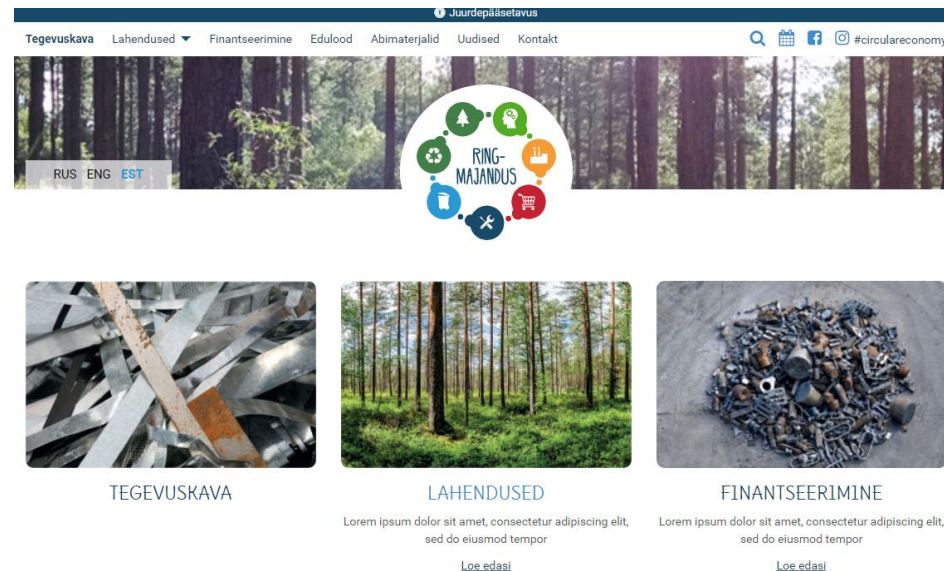 Juurdepääsetavus
Tegevuskava Lahendused Finantseerimine Edulood Abimaterjalid Uudised Kontakt #circulareconomy
RING-
MAJANDUS
RUS ENG EST
TEGEVUSKAVA LAHENDUSED FINANTSEERIMINE
Lorem ipsum dolor sit amet, consectetur adipiscing elit, Lorem ipsum dolor sit amet, consectetur adipiscing elit,
sed do eiusmod tempor sed do eiusmod tempor
Loe edasi Loe edasi